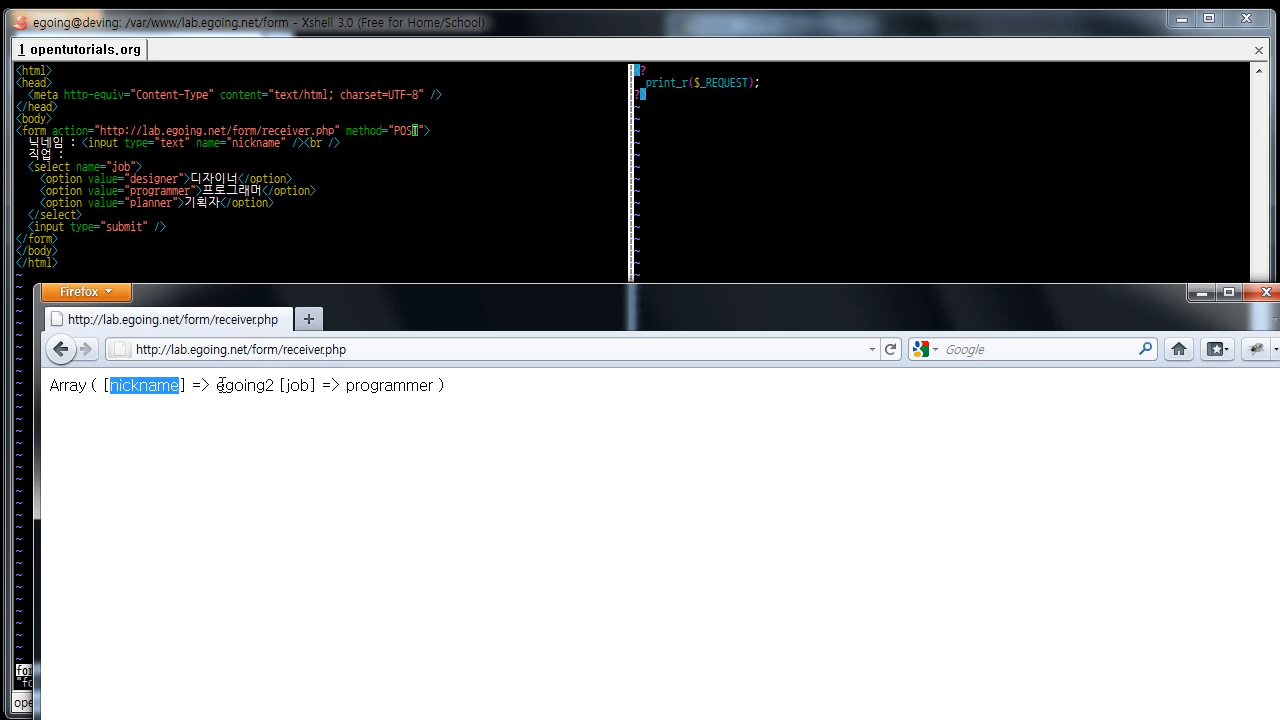 egoing@deving: /var/www/lab.egoing.net/form - Xshell 3.0 (Free for Home/School)
1 opentutorials.org
<html>
<head>
<meta http-equiv="Content-Type" content="text/html; charset=UTF-8" />
</head>
<body>
<form action="http://lab.egoing.net/form/receiver.php" method="POST">
닉네임 : <input type="text" name="nickname" /><br />
직업 :
<select name="job">
<option value="designer">디자이너</option>
<option value="programmer">프로그래머</option>
<option value="planner">기획자</option>
</select>
<input type="submit" />
</form>
</body>
</html>
<?
print_r($_REQUEST);
?>
Firefox
http://lab.egoing.net/form/receiver.php
http://lab.egoing.net/form/receiver.php
Google
Array ( [nickname] => egoing2 [job] => programmer )